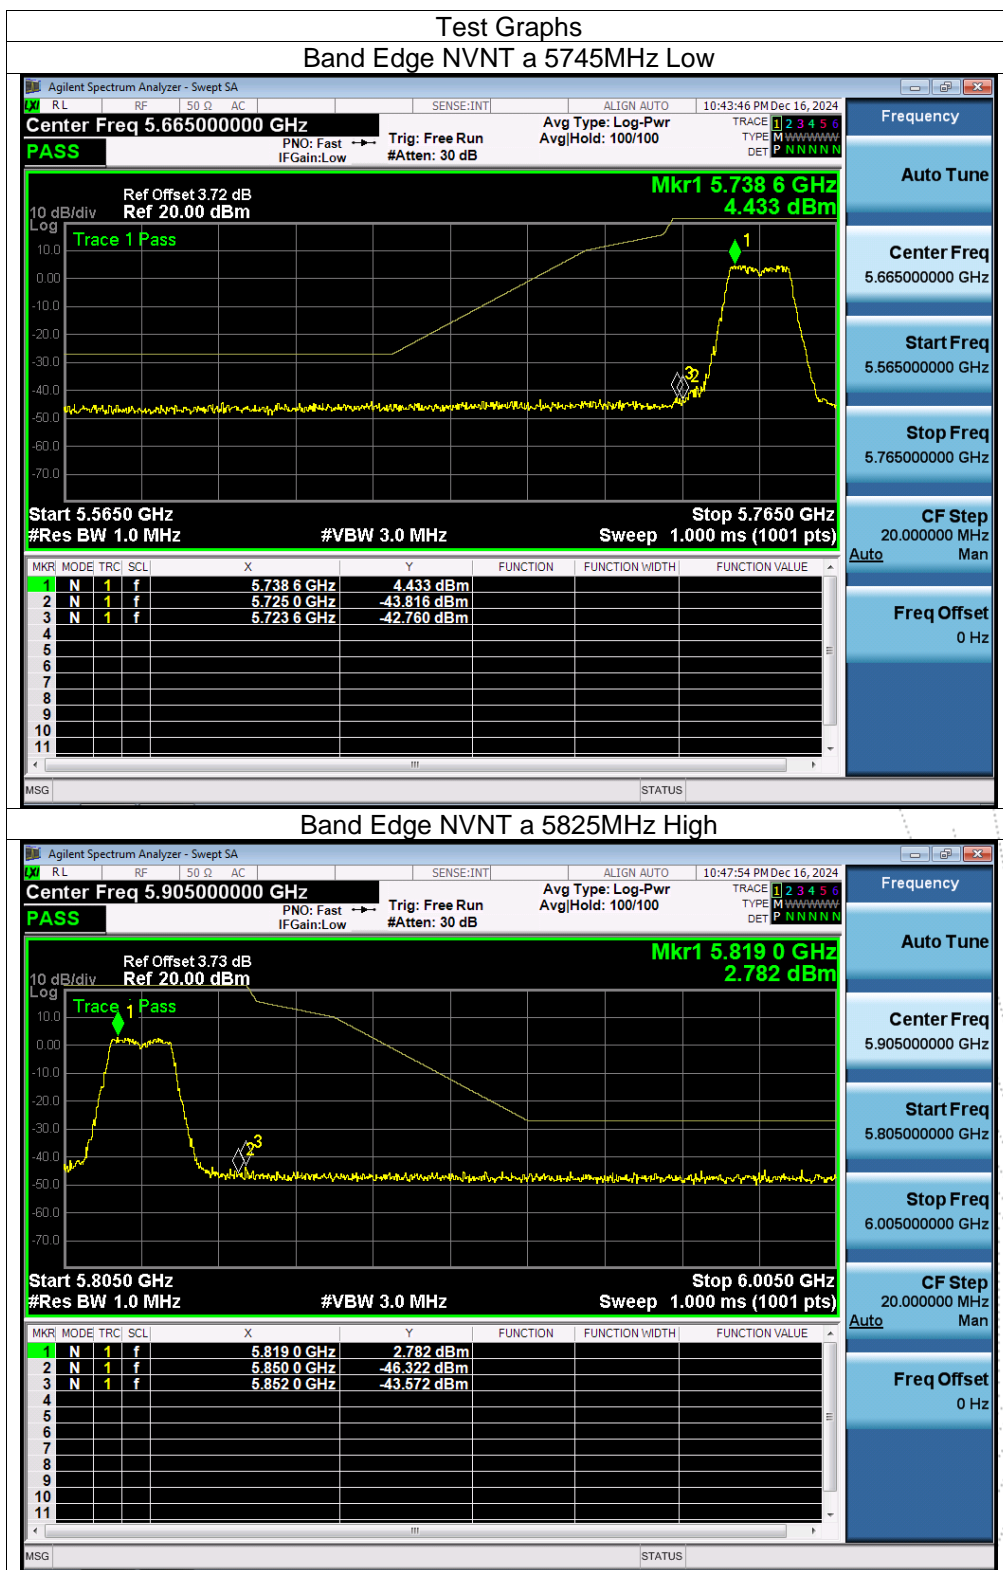 Test Graphs
Band Edge NVNT a 5745MHz Low
Agilent Spectrum Analyzer - Swept SA
LXI RL RF 50 Ω AC SENSE:INT ALIGN AUTO 10:43:46 PM Dec 16, 2024
Center Freq 5.665000000 GHz Avg Type: Log-Pwr TRACE 1 2 3 4 5 6
PASS PNO: Fast Trig: Free Run Avg|Hold: 100/100 TYPE M WWWWW
IFGain:Low #Atten: 30 dB DET P N N N N N
Mkr1 5.738 6 GHz
4.433 dBm
Ref Offset 3.72 dB
10 dB/div Ref 20.00 dBm
Log
Trace 1 Pass
1
10.0
0.00
-10.0
-20.0
-30.0
32
-40.0
-50.0
-60.0
-70.0
Start 5.5650 GHz Stop 5.7650 GHz
#Res BW 1.0 MHz #VBW 3.0 MHz Sweep 1.000 ms (1001 pts)
MKR MODE TRC SCL X Y FUNCTION FUNCTION WIDTH FUNCTION VALUE
1 N 1 f 5.738 6 GHz 4.433 dBm
2 N 1 f 5.725 0 GHz -43.816 dBm
3 N 1 f 5.723 6 GHz -42.760 dBm
4
5
6
7
8
9
10
11
MSG STATUS
Frequency
Auto Tune
Center Freq
5.665000000 GHz
Start Freq
5.565000000 GHz
Stop Freq
5.765000000 GHz
CF Step
20.000000 MHz
Auto Man
Freq Offset
0 Hz
Band Edge NVNT a 5825MHz High
Agilent Spectrum Analyzer - Swept SA
LXI RL RF 50 Ω AC SENSE:INT ALIGN AUTO 10:47:54 PM Dec 16, 2024
Center Freq 5.905000000 GHz Avg Type: Log-Pwr TRACE 1 2 3 4 5 6
PASS PNO: Fast Trig: Free Run Avg|Hold: 100/100 TYPE M WWWWW
IFGain:Low #Atten: 30 dB DET P N N N N N
Mkr1 5.819 0 GHz
2.782 dBm
Ref Offset 3.73 dB
10 dB/div Ref 20.00 dBm
Log
Trace 1 Pass
10.0
0.00
-10.0
-20.0
-30.0
23
-40.0
-50.0
-60.0
-70.0
Start 5.8050 GHz Stop 6.0050 GHz
#Res BW 1.0 MHz #VBW 3.0 MHz Sweep 1.000 ms (1001 pts)
MKR MODE TRC SCL X Y FUNCTION FUNCTION WIDTH FUNCTION VALUE
1 N 1 f 5.819 0 GHz 2.782 dBm
2 N 1 f 5.850 0 GHz -46.322 dBm
3 N 1 f 5.852 0 GHz -43.572 dBm
4
5
6
7
8
9
10
11
MSG STATUS
Frequency
Auto Tune
Center Freq
5.905000000 GHz
Start Freq
5.805000000 GHz
Stop Freq
6.005000000 GHz
CF Step
20.000000 MHz
Auto Man
Freq Offset
0 Hz